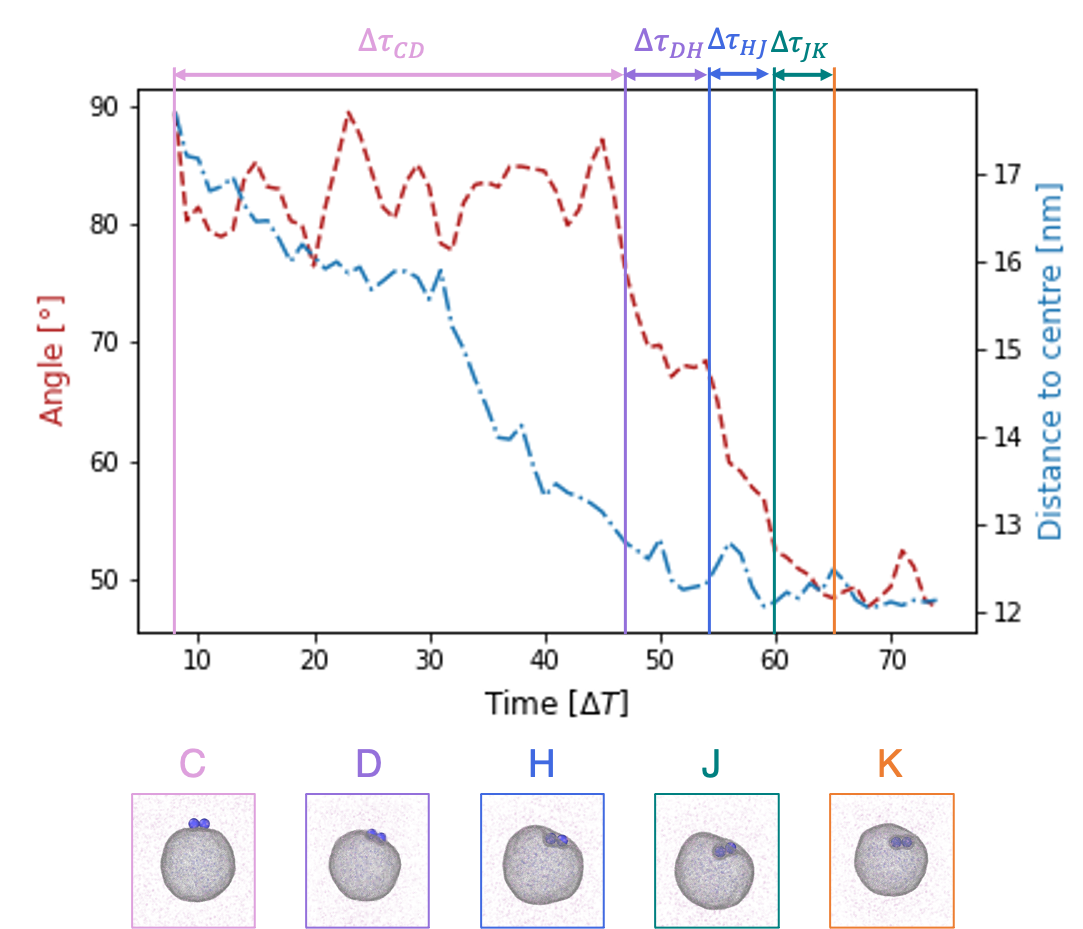 Δτ_CD Δτ_DH Δτ_HJ Δτ_JK
90
80
70
60
50
17
16
15
14
13
12
Angle [°]
Distance to centre [nm]
10 20 30 40 50 60 70
Time [ΔT]
C D H J K